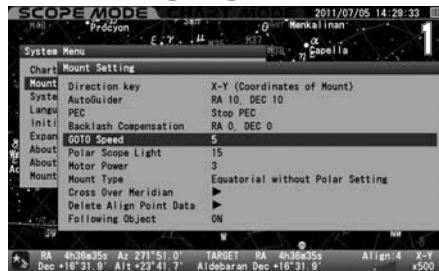 SCOPE MODE CHART MODE 2011/07/05 14:29:33
Procyon Menkalinan
1
Capella
System Menu
Chart Mount Setting
Mount Direction key X-Y (Coordinates of Mount)
Syste AutoGuider RA 10, DEC 10
Langu PEC Stop PEC
Initi Backlash Compensation RA 0, DEC 0
Expan GOTO Speed 5
About Polar Scope Light 15
About Motor Power 3
Mount Mount Type Equatorial without Polar Setting
Cross Over Meridian ▶
Delete Align Point Data ▶
Following Object ON
RA 4h36m35s Az 271°51.0' TARGET RA 4h36m35s Align:4 X-Y
Dec +16°31.9' Alt +23°41.7' Aldebaran Dec +16°31.9' x500